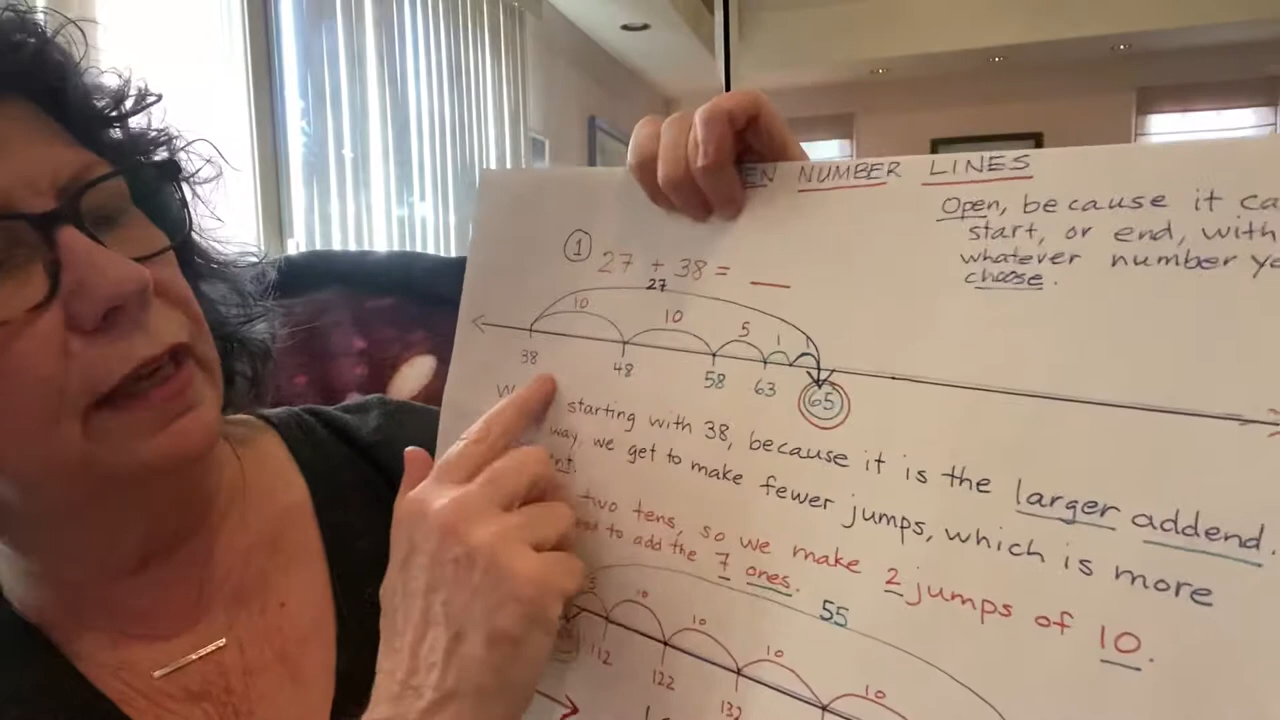 NUMBER LINES
Open, because it
start, or end, with
whatever number
choose.
① 27 + 38 = __
27
10 10 5 1 1
38 48 58 63 65
starting with 38, because it is the larger addend.
way, we get to make fewer jumps, which is more
two tens, so we make 2 jumps of 10.
to add the 7 ones.
55
3 10 10 10 10
112 122 132